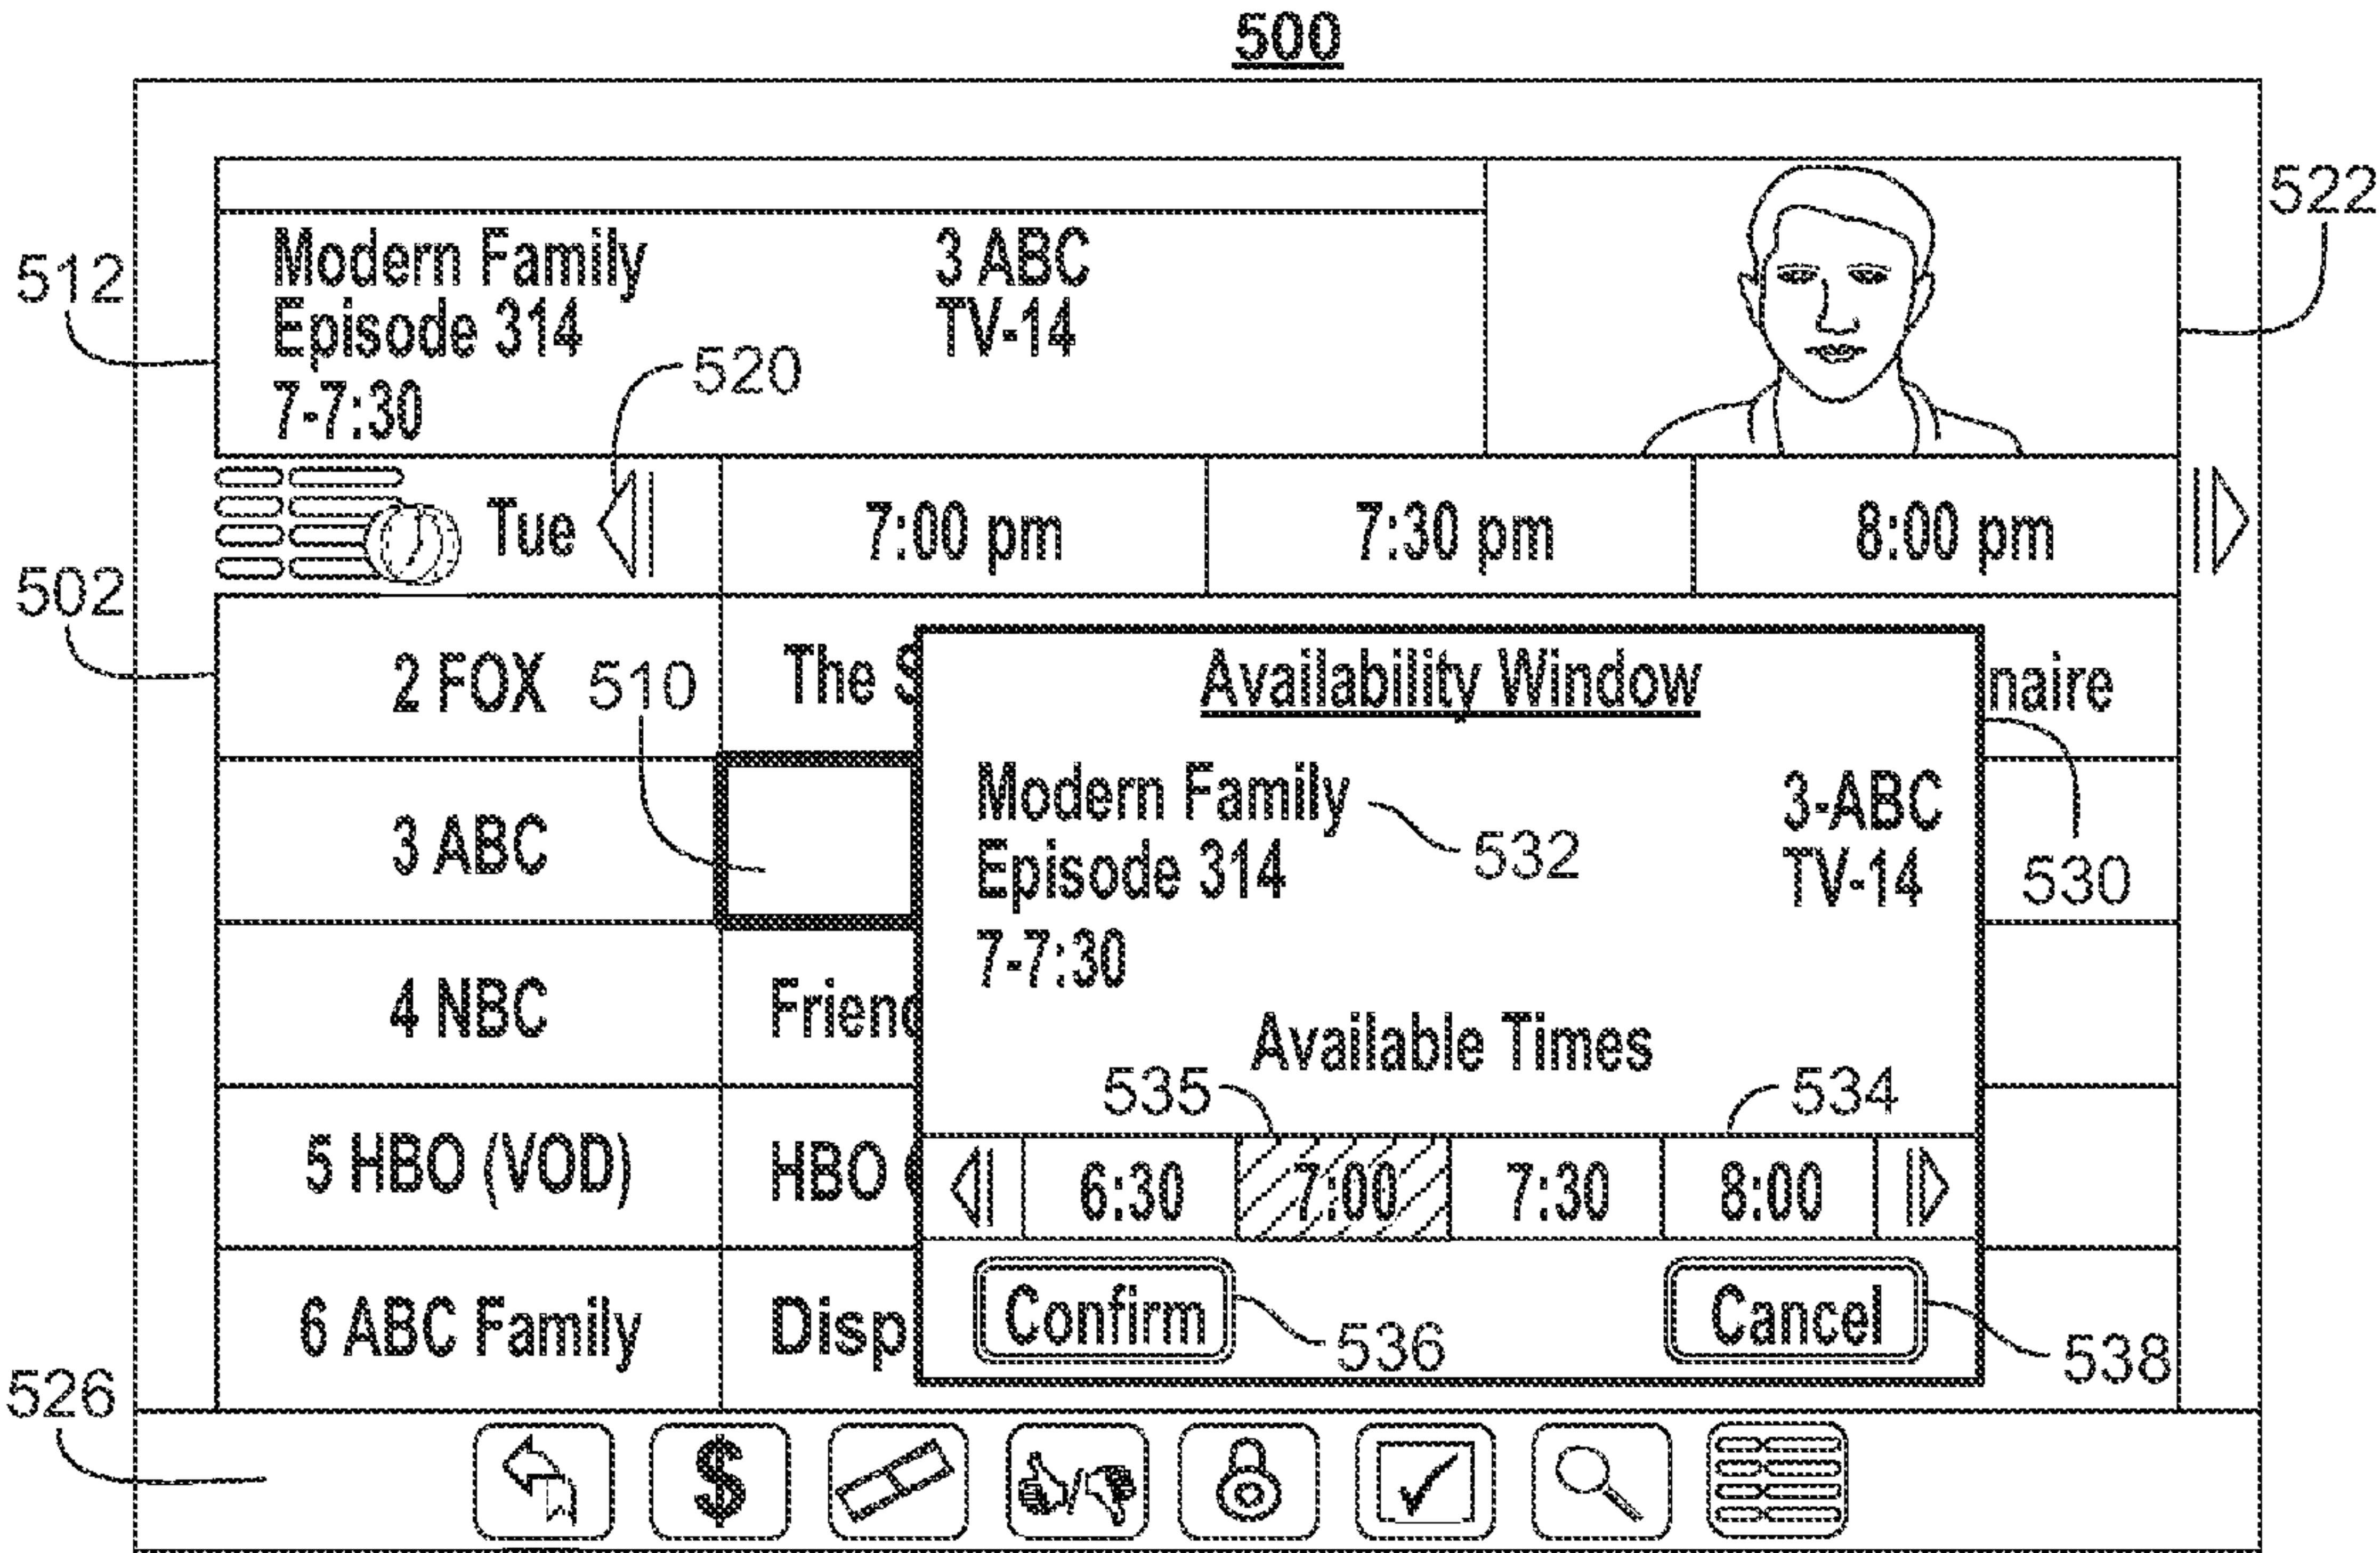 500
522
512
Modern Family 3 ABC
Episode 314 TV-14
520
7-7:30
Tue 7:00 pm 7:30 pm 8:00 pm
502
2 FOX 510 The S Availability Window naire
3 ABC Modern Family 532 3-ABC
Episode 314 TV-14 530
7-7:30
4 NBC Frien
Available Times
535 534
5 HBO (VOD) HBO 6:30 7:00 7:30 8:00
6 ABC Family Disp Confirm 536 Cancel 538
526
$ /